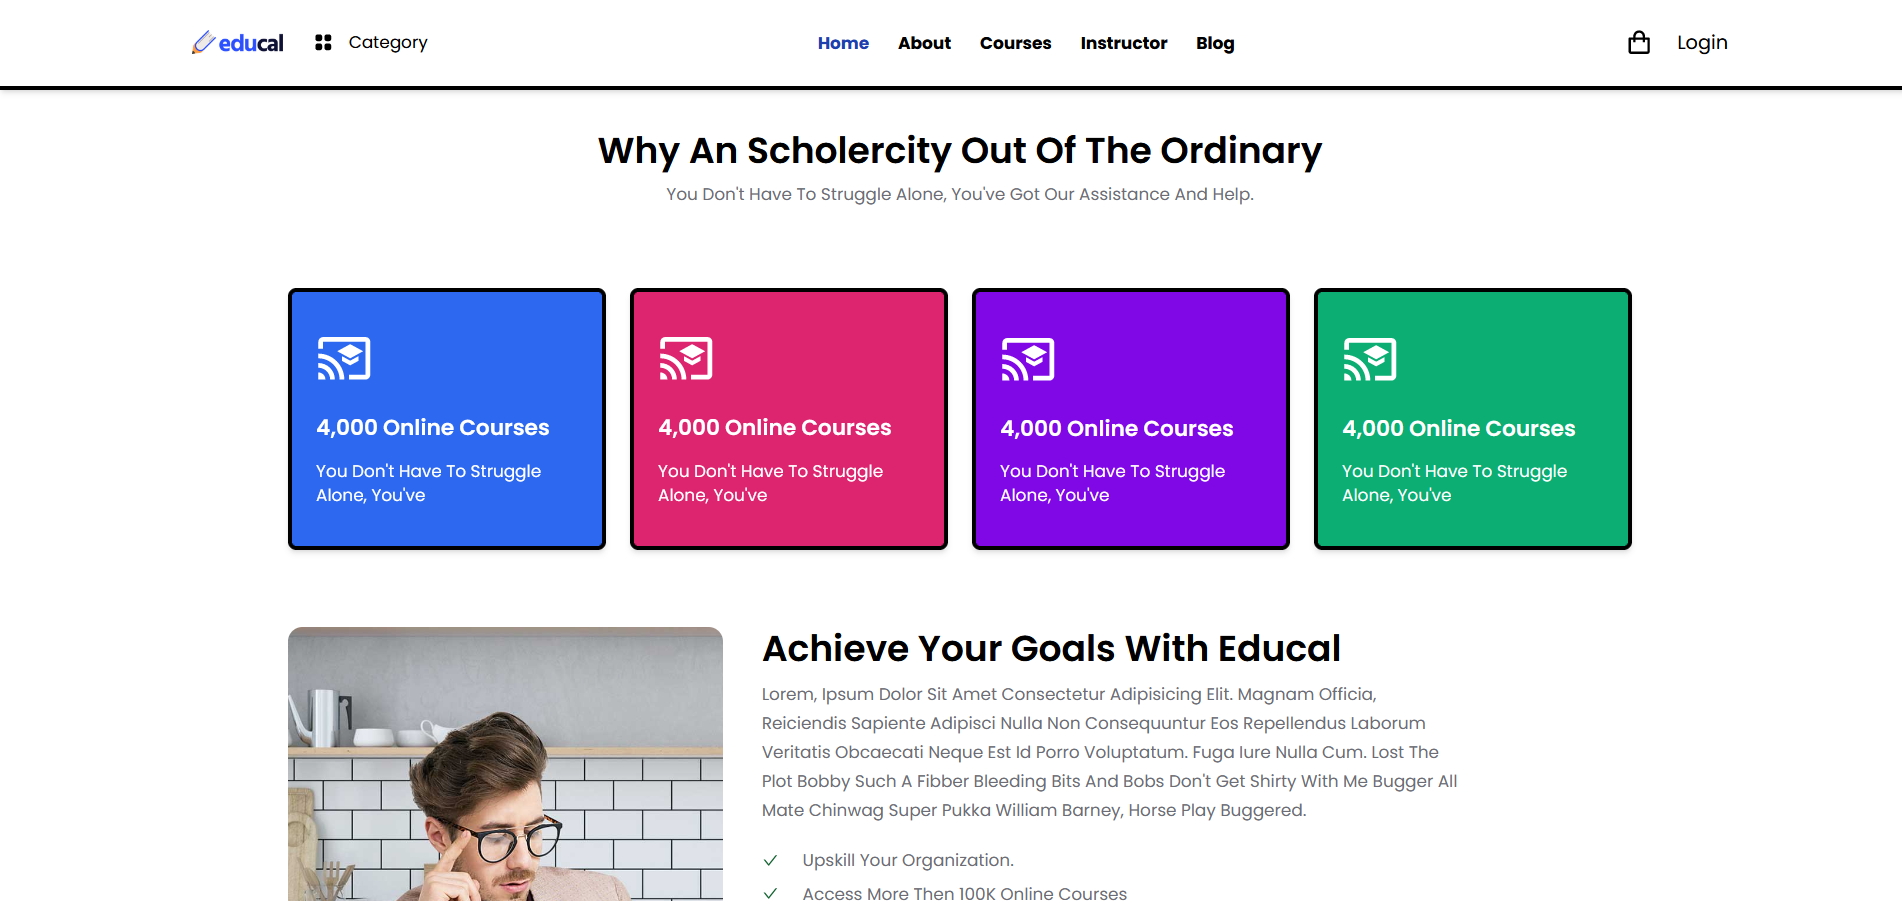 educal
Category
Home About Courses Instructor Blog
Login
Why An Scholercity Out Of The Ordinary
You Don't Have To Struggle Alone, You've Got Our Assistance And Help.
4,000 Online Courses
You Don't Have To Struggle
Alone, You've
4,000 Online Courses
You Don't Have To Struggle
Alone, You've
4,000 Online Courses
You Don't Have To Struggle
Alone, You've
4,000 Online Courses
You Don't Have To Struggle
Alone, You've
Achieve Your Goals With Educal
Lorem, Ipsum Dolor Sit Amet Consectetur Adipisicing Elit. Magnam Officia,
Reiciendis Sapiente Adipisci Nulla Non Consequuntur Eos Repellendus Laborum
Veritatis Obcaecati Neque Est Id Porro Voluptatum. Fuga Iure Nulla Cum. Lost The
Plot Bobby Such A Fibber Bleeding Bits And Bobs Don't Get Shirty With Me Bugger All
Mate Chinwag Super Pukka William Barney, Horse Play Buggered.
Upskill Your Organization.
Access More Then 100K Online Courses